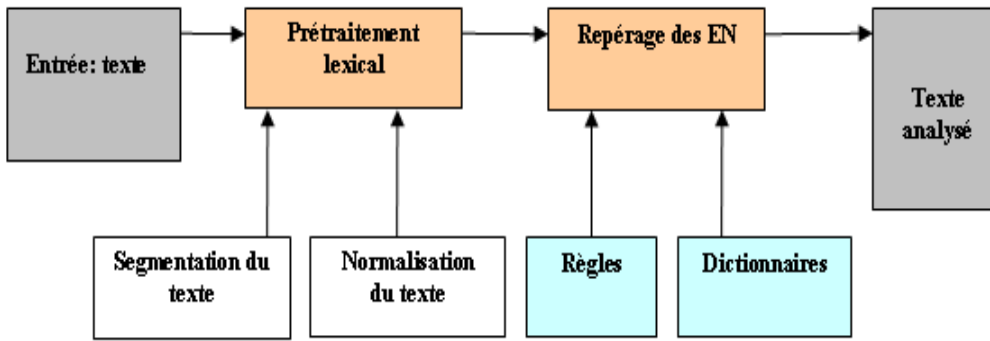 Entrée: texte
Prétraitement
lexical
Repérage des EN
Texte
analysé
Segmentation du
texte
Normalisation
du texte
Règles
Dictionnaires